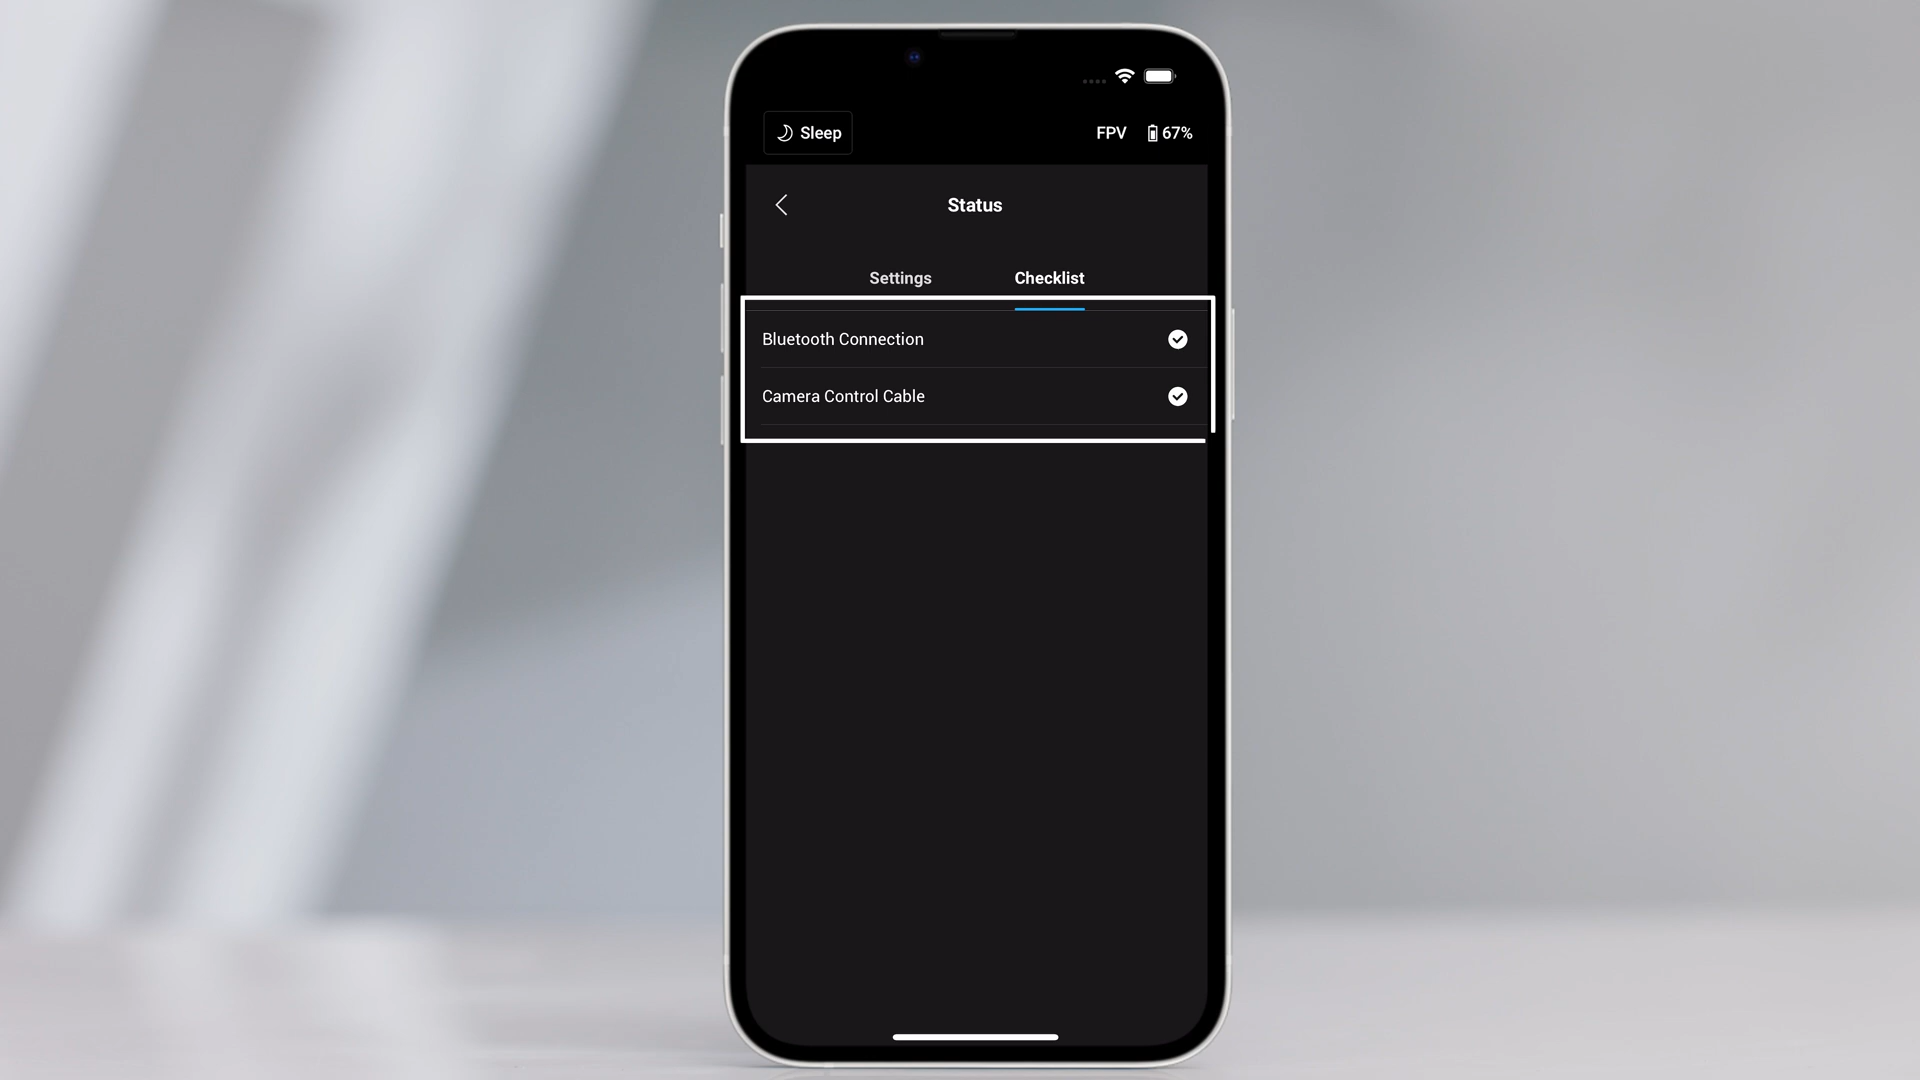 Sleep FPV 67%
Status
Settings Checklist
Bluetooth Connection
Camera Control Cable